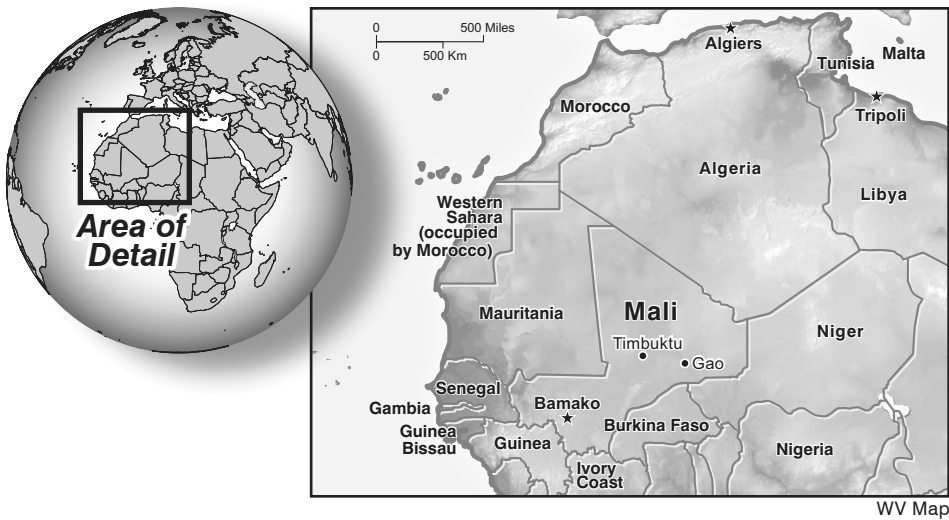 0
500 Miles
0
500 Km
Algiers
Malta
Tunisia
Tripoli
Morocco
Algeria
Libya
Western
Sahara
(occupied
by Morocco)
Area of
Detail
Mauritania
Mali
Niger
Timbuktu
Gao
Senegal
Bamako
Gambia
Burkina Faso
Guinea
Bissau
Guinea
Nigeria
Ivory
Coast
WV Map